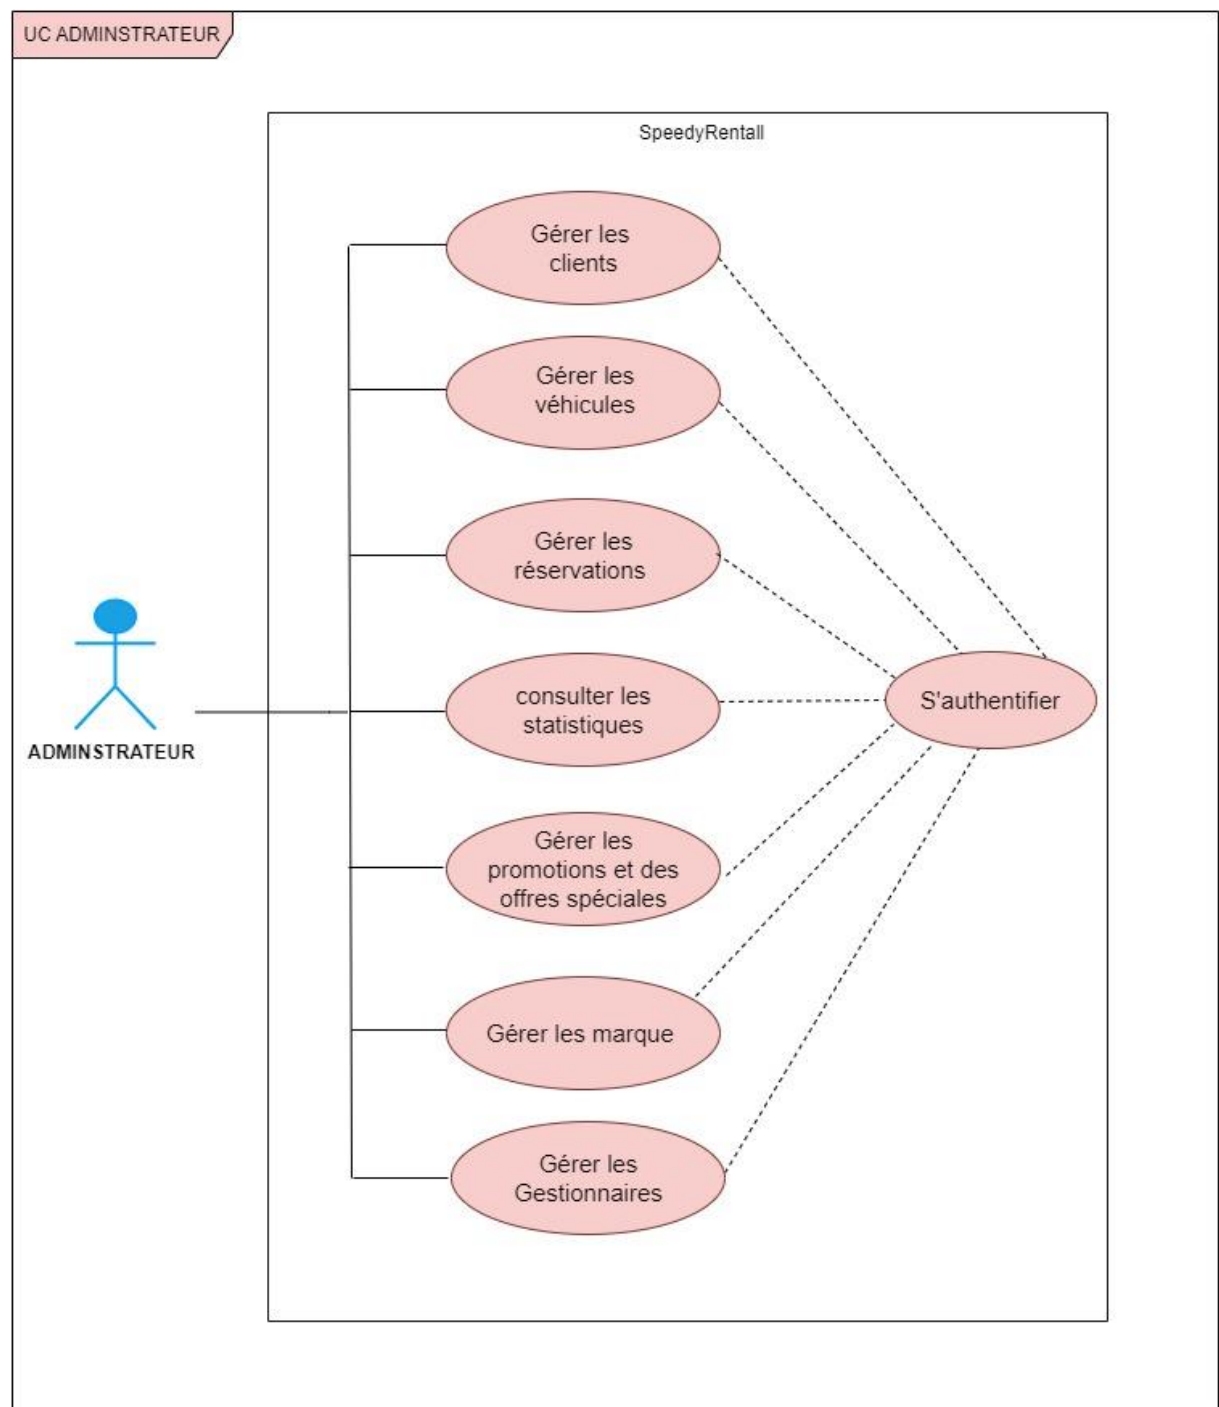 UC ADMINSTRATEUR
SpeedyRentall
Gérer les
clients
Gérer les
véhicules
Gérer les
réservations
consulter les
statistiques
S'authentifier
ADMINSTRATEUR
Gérer les
promotions et des
offres spéciales
Gérer les marque
Gérer les
Gestionnaires